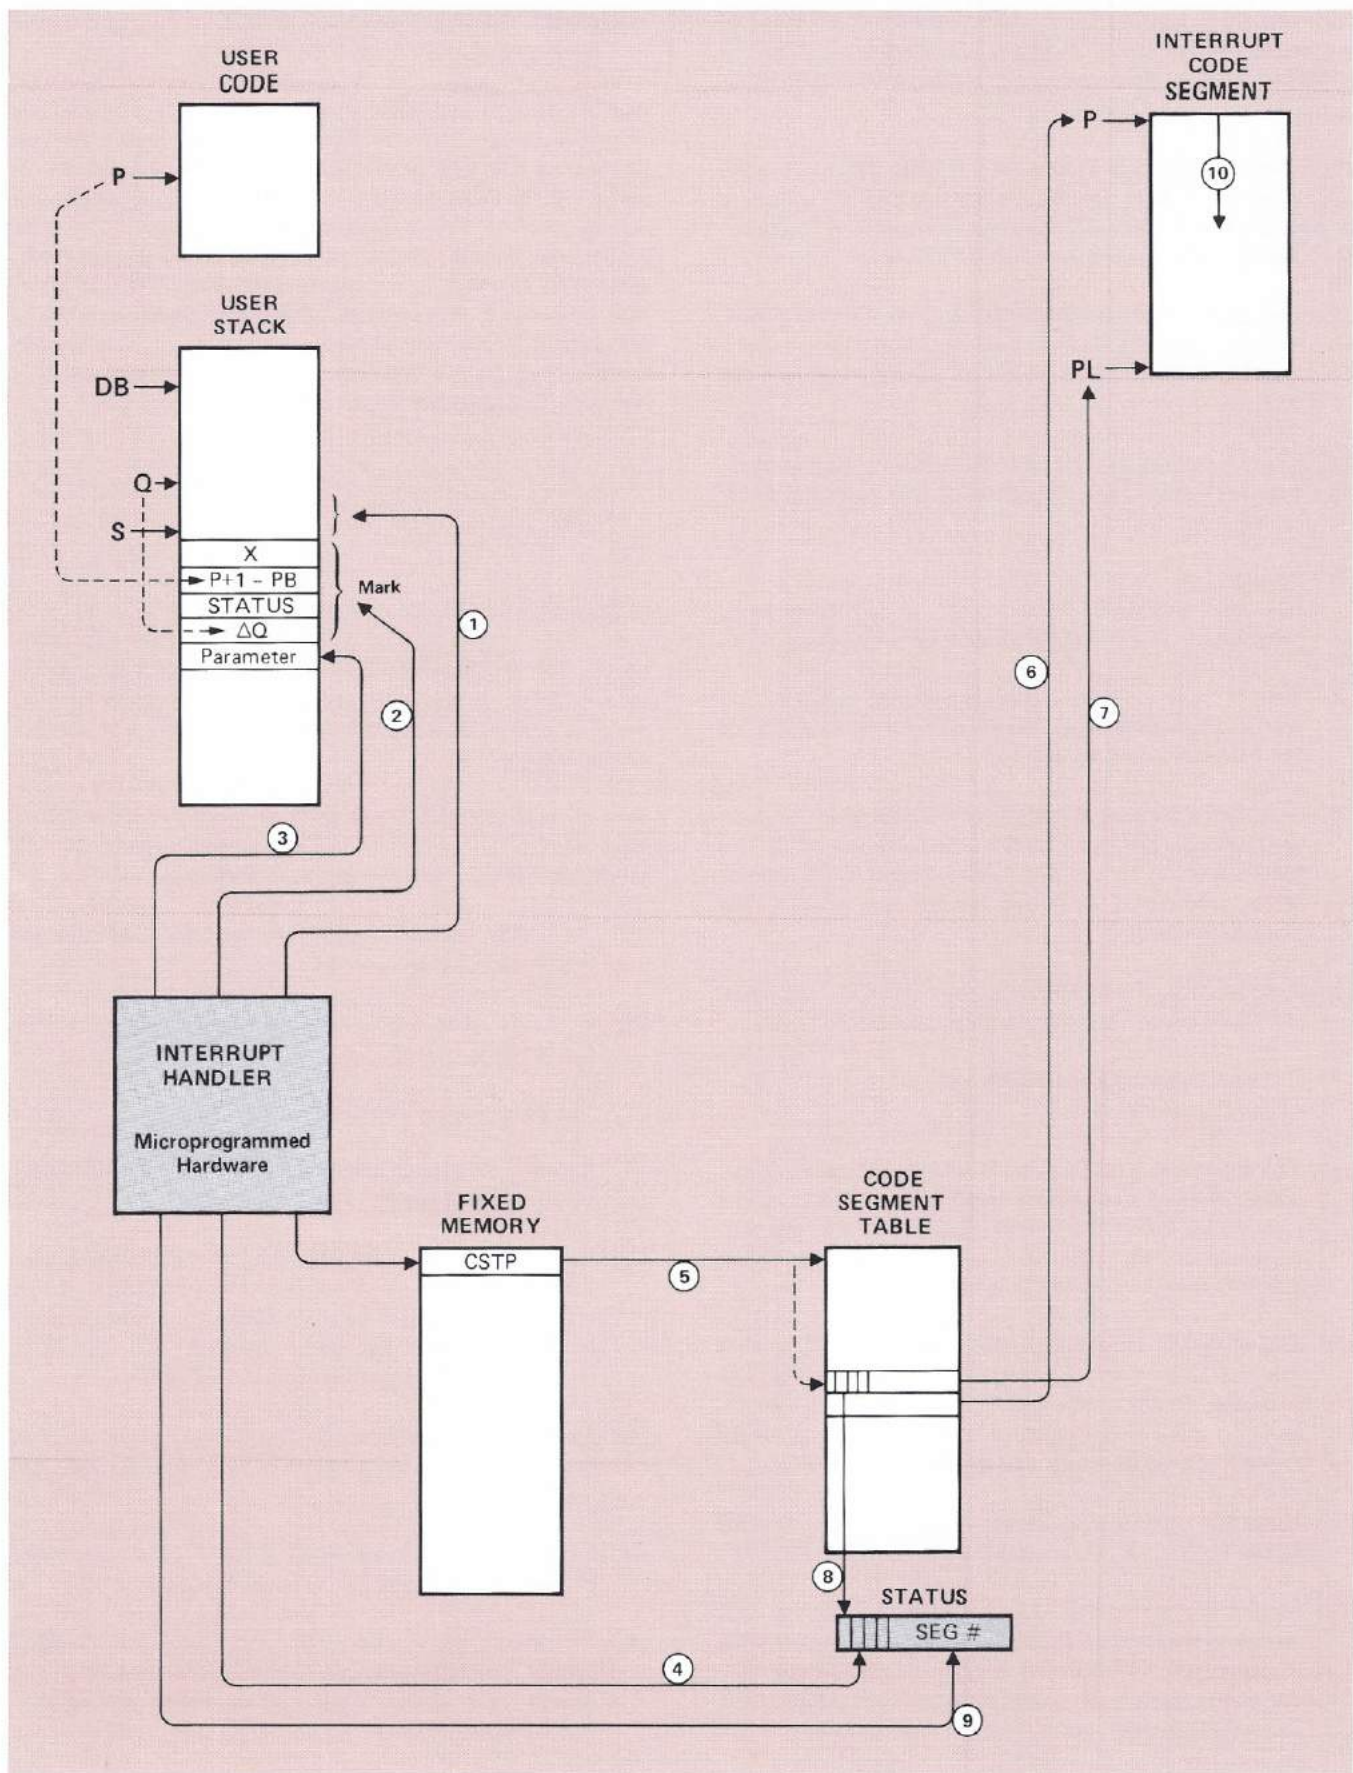 USER
CODE
P
USER
STACK
DB
Q
S
X
P+1 - PB
STATUS
ΔQ
Parameter
Mark
1
2
3
INTERRUPT
HANDLER
Microprogrammed
Hardware
FIXED
MEMORY
CSTP
5
CODE
SEGMENT
TABLE
8
STATUS
SEG #
4
9
6
7
INTERRUPT
CODE
SEGMENT
P
10
PL